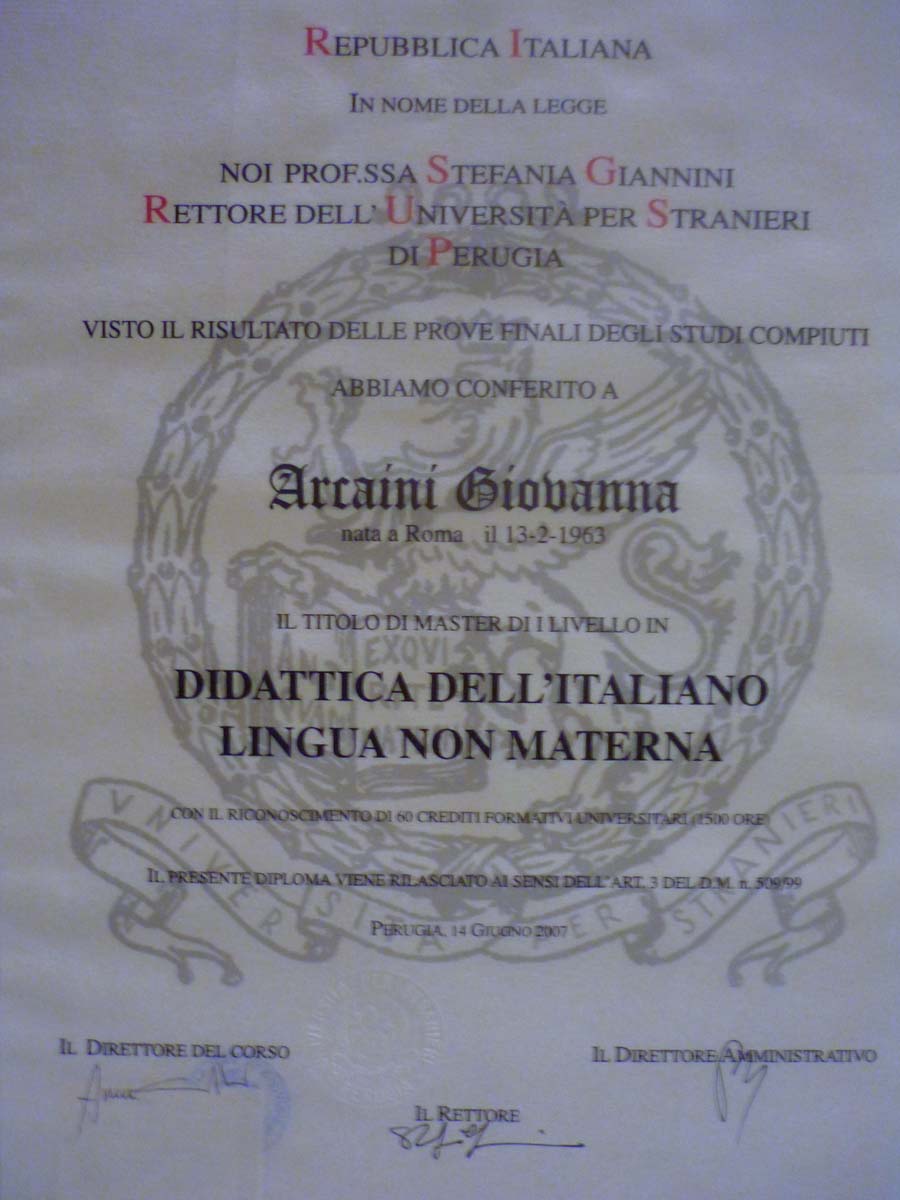 REPUBBLICA ITALIANA
IN NOME DELLA LEGGE
NOI PROF.SSA STEFANIA GIANNINI
RETTORE DELL' UNIVERSITÀ PER STRANIERI
DI PERUGIA
VISTO IL RISULTATO DELLE PROVE FINALI DEGLI STUDI COMPIUTI
ABBIAMO CONFERITO A
Arcaini Giovanna
nata a Roma il 13-2-1963
IL TITOLO DI MASTER DI I LIVELLO IN
EXQVI
DIDATTICA DELL'ITALIANO
LINGUA NON MATERNA
CON IL RICONOSCIMENTO DI 60 CREDITI FORMATIVI UNIVERSITARI (1500 ORE)
IL PRESENTE DIPLOMA VIENE RILASCIATO AI SENSI DELL'ART. 3 DEL D.M. n. 509/99
VNIVERSITA PER STRANIERI
PERUGIA, 14 GIUGNO 2007
IL DIRETTORE DEL CORSO
IL DIRETTORE AMMINISTRATIVO
IL RETTORE